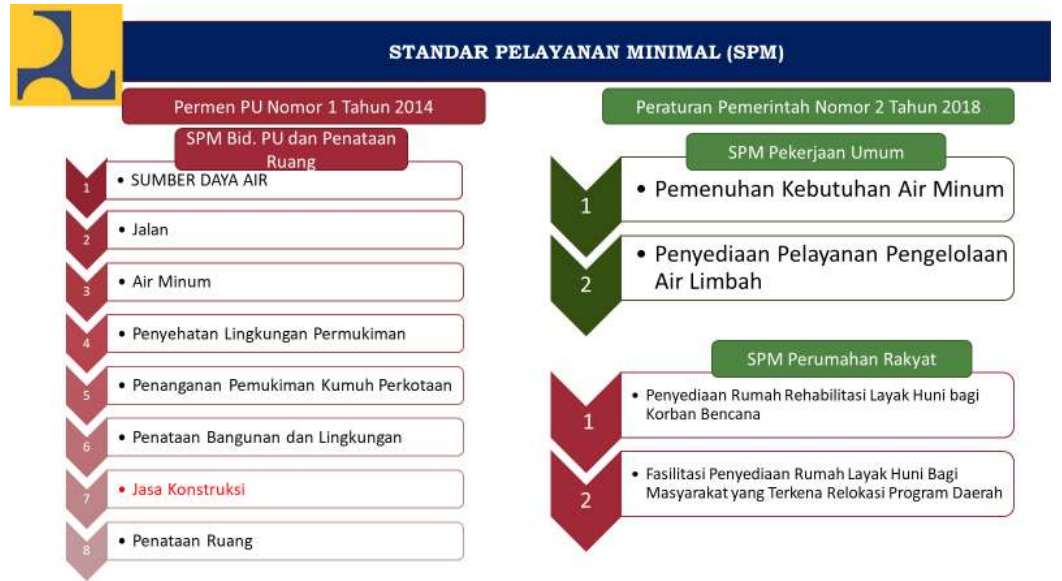 STANDAR PELAYANAN MINIMAL (SPM)
Permen PU Nomor 1 Tahun 2014
SPM Bid. PU dan Penataan
Ruang
1
• SUMBER DAYA AIR
2
• Jalan
3
• Air Minum
4
• Penyehatan Lingkungan Permukiman
5
• Penanganan Pemukiman Kumuh Perkotaan
6
• Penataan Bangunan dan Lingkungan
7
• Jasa Konstruksi
8
• Penataan Ruang
Peraturan Pemerintah Nomor 2 Tahun 2018
SPM Pekerjaan Umum
1
• Pemenuhan Kebutuhan Air Minum
2
• Penyediaan Pelayanan Pengelolaan
Air Limbah
SPM Perumahan Rakyat
1
• Penyediaan Rumah Rehabilitasi Layak Huni bagi
Korban Bencana
2
• Fasilitasi Penyediaan Rumah Layak Huni Bagi
Masyarakat yang Terkena Relokasi Program Daerah